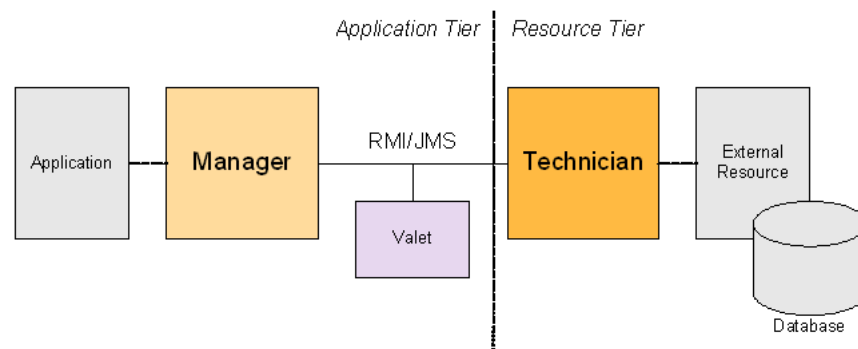 Application Tier
Resource Tier
Application
Manager
RMI/JMS
Technician
External
Resource
Valet
Database